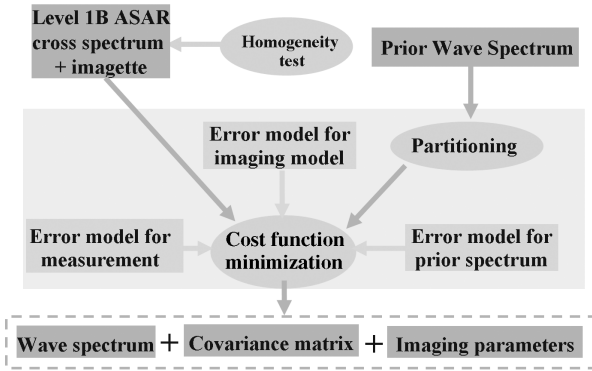 Level 1B ASAR
cross spectrum
+ imagette
Homogeneity
test
Prior Wave Spectrum
Error model for
imaging model
Partitioning
Error model for
measurement
Cost function
minimization
Error model for
prior spectrum
Wave spectrum + Covariance matrix + Imaging parameters